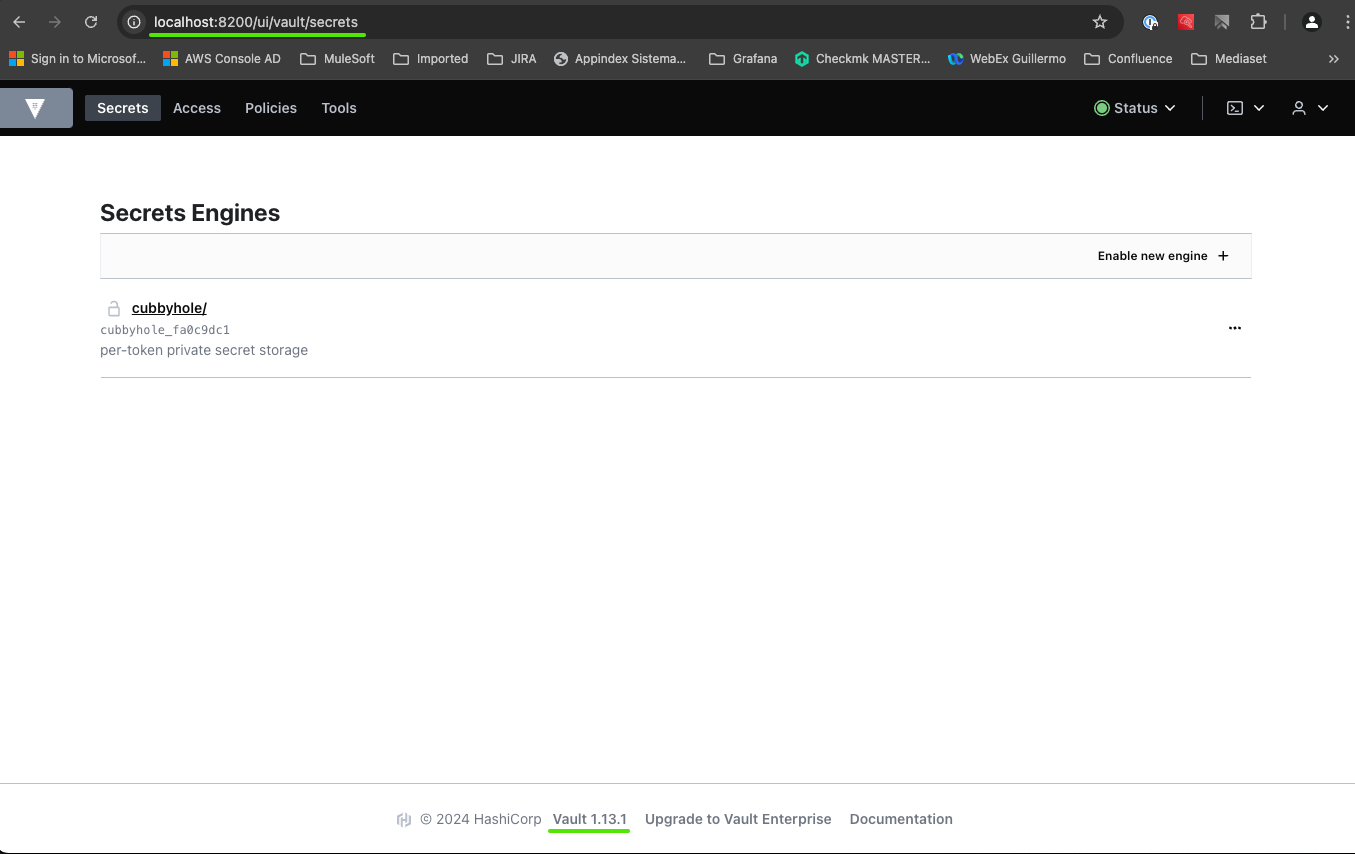 localhost:8200/ui/vault/secrets
Sign in to Microsof... AWS Console AD MuleSoft Imported JIRA Appindex Sistema... Grafana Checkmk MASTER... WebEx Guillermo Confluence Mediaset
Secrets Access Policies Tools Status
Secrets Engines
Enable new engine +
cubbyhole/
cubbyhole_fa0c9dc1
per-token private secret storage
© 2024 HashiCorp Vault 1.13.1 Upgrade to Vault Enterprise Documentation